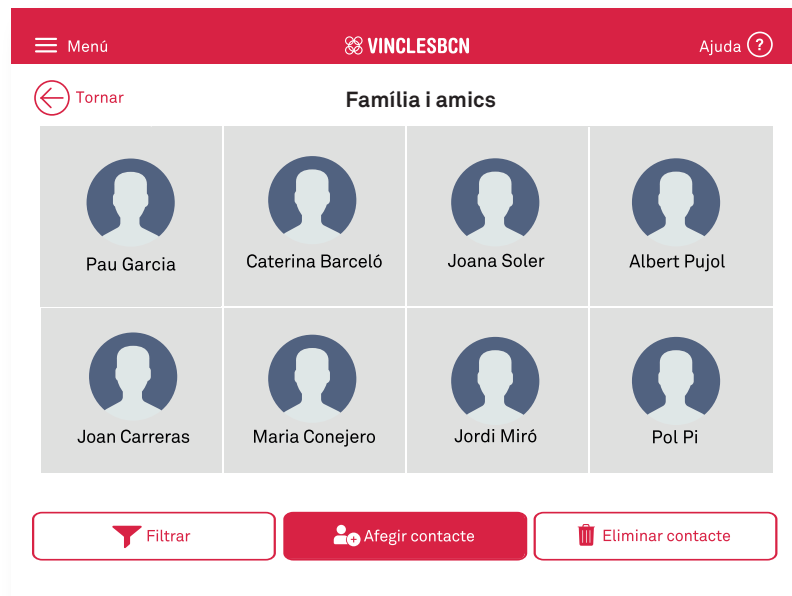 Menú
VINCLESBCN
Ajuda ?
Tornar
Família i amics
Pau Garcia
Caterina Barceló
Joana Soler
Albert Pujol
Joan Carreras
Maria Conejero
Jordi Miró
Pol Pi
Filtrar
Afegir contacte
Eliminar contacte